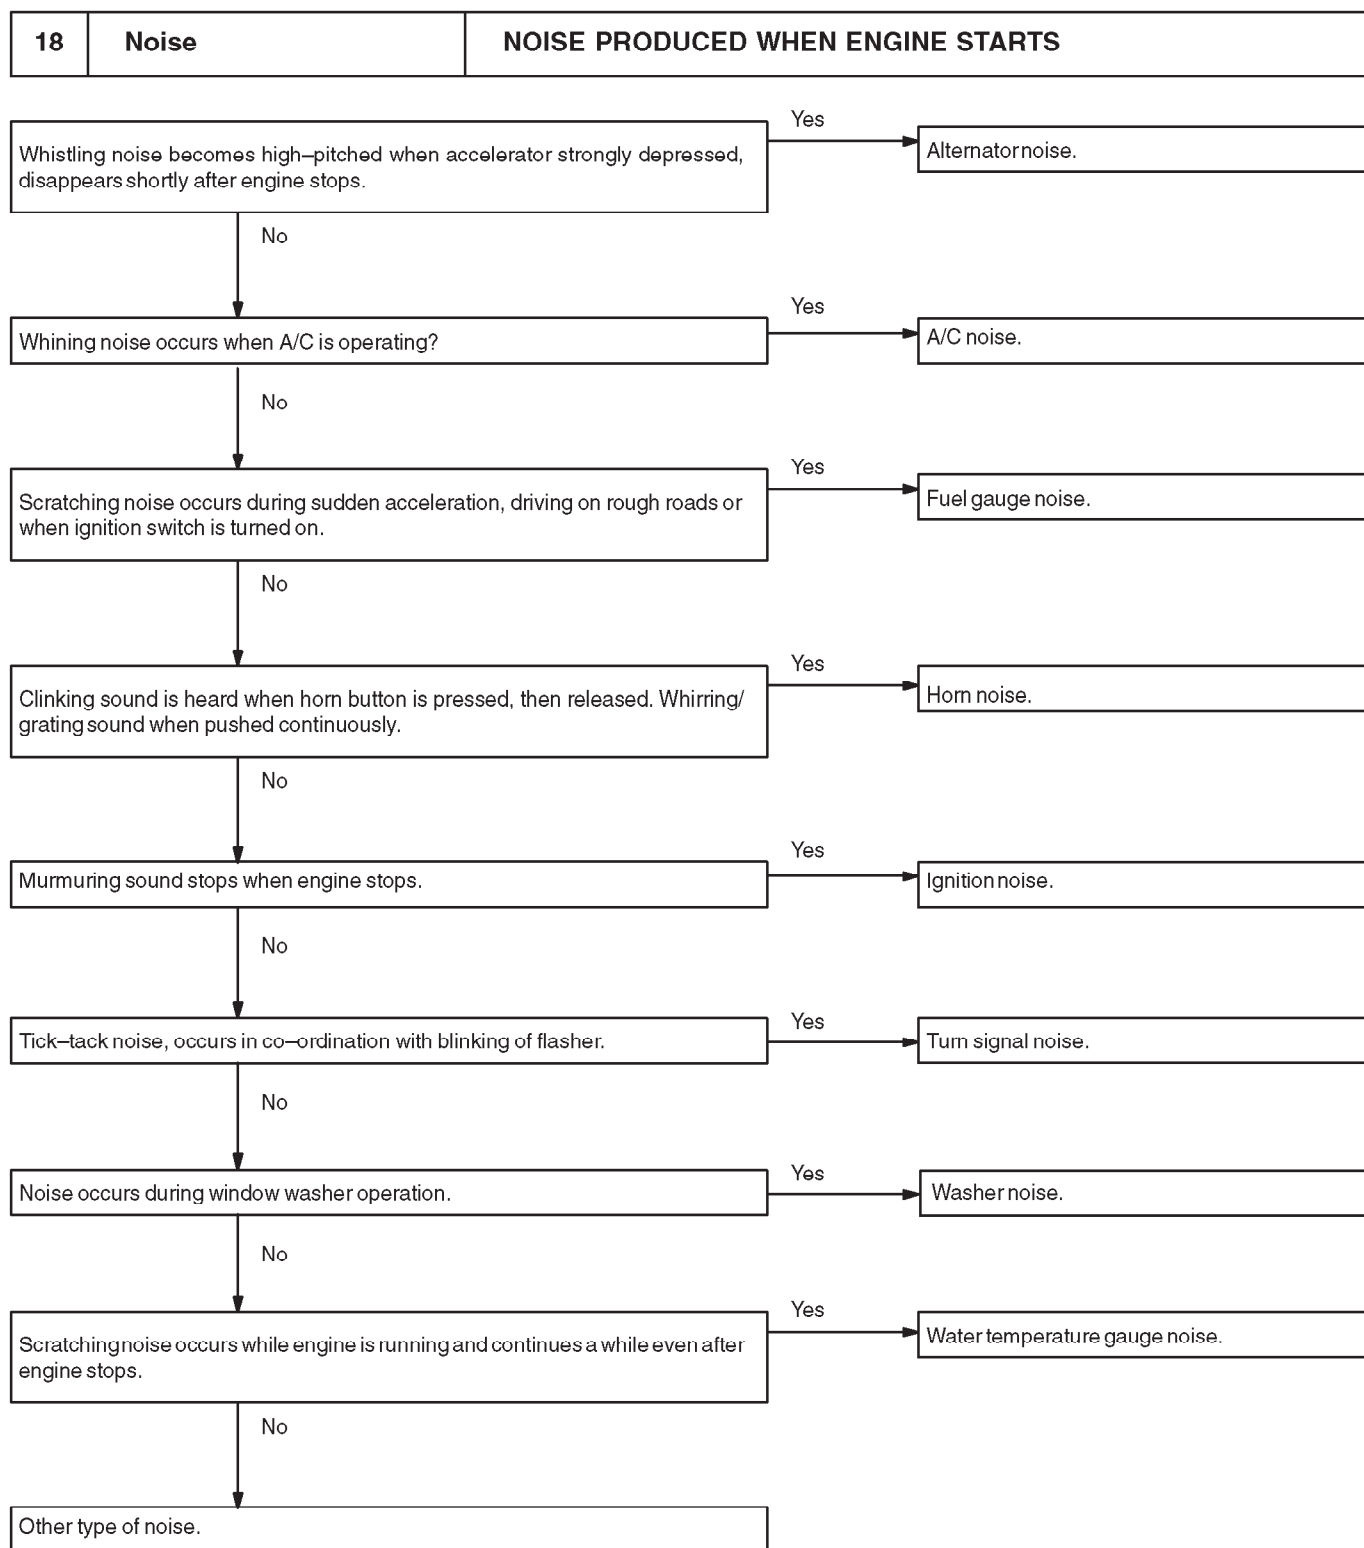 18 Noise NOISE PRODUCED WHEN ENGINE STARTS
Yes
Whistling noise becomes high–pitched when accelerator strongly depressed,
disappears shortly after engine stops.
Alternator noise.
No
Yes
Whining noise occurs when A/C is operating?
A/C noise.
No
Yes
Scratching noise occurs during sudden acceleration, driving on rough roads or
when ignition switch is turned on.
Fuel gauge noise.
No
Yes
Clinking sound is heard when horn button is pressed, then released. Whirring/
grating sound when pushed continuously.
Horn noise.
No
Yes
Murmuring sound stops when engine stops.
Ignition noise.
No
Yes
Tick–tack noise, occurs in co–ordination with blinking of flasher.
Turn signal noise.
No
Yes
Noise occurs during window washer operation.
Washer noise.
No
Yes
Scratching noise occurs while engine is running and continues a while even after
engine stops.
Water temperature gauge noise.
No
Other type of noise.